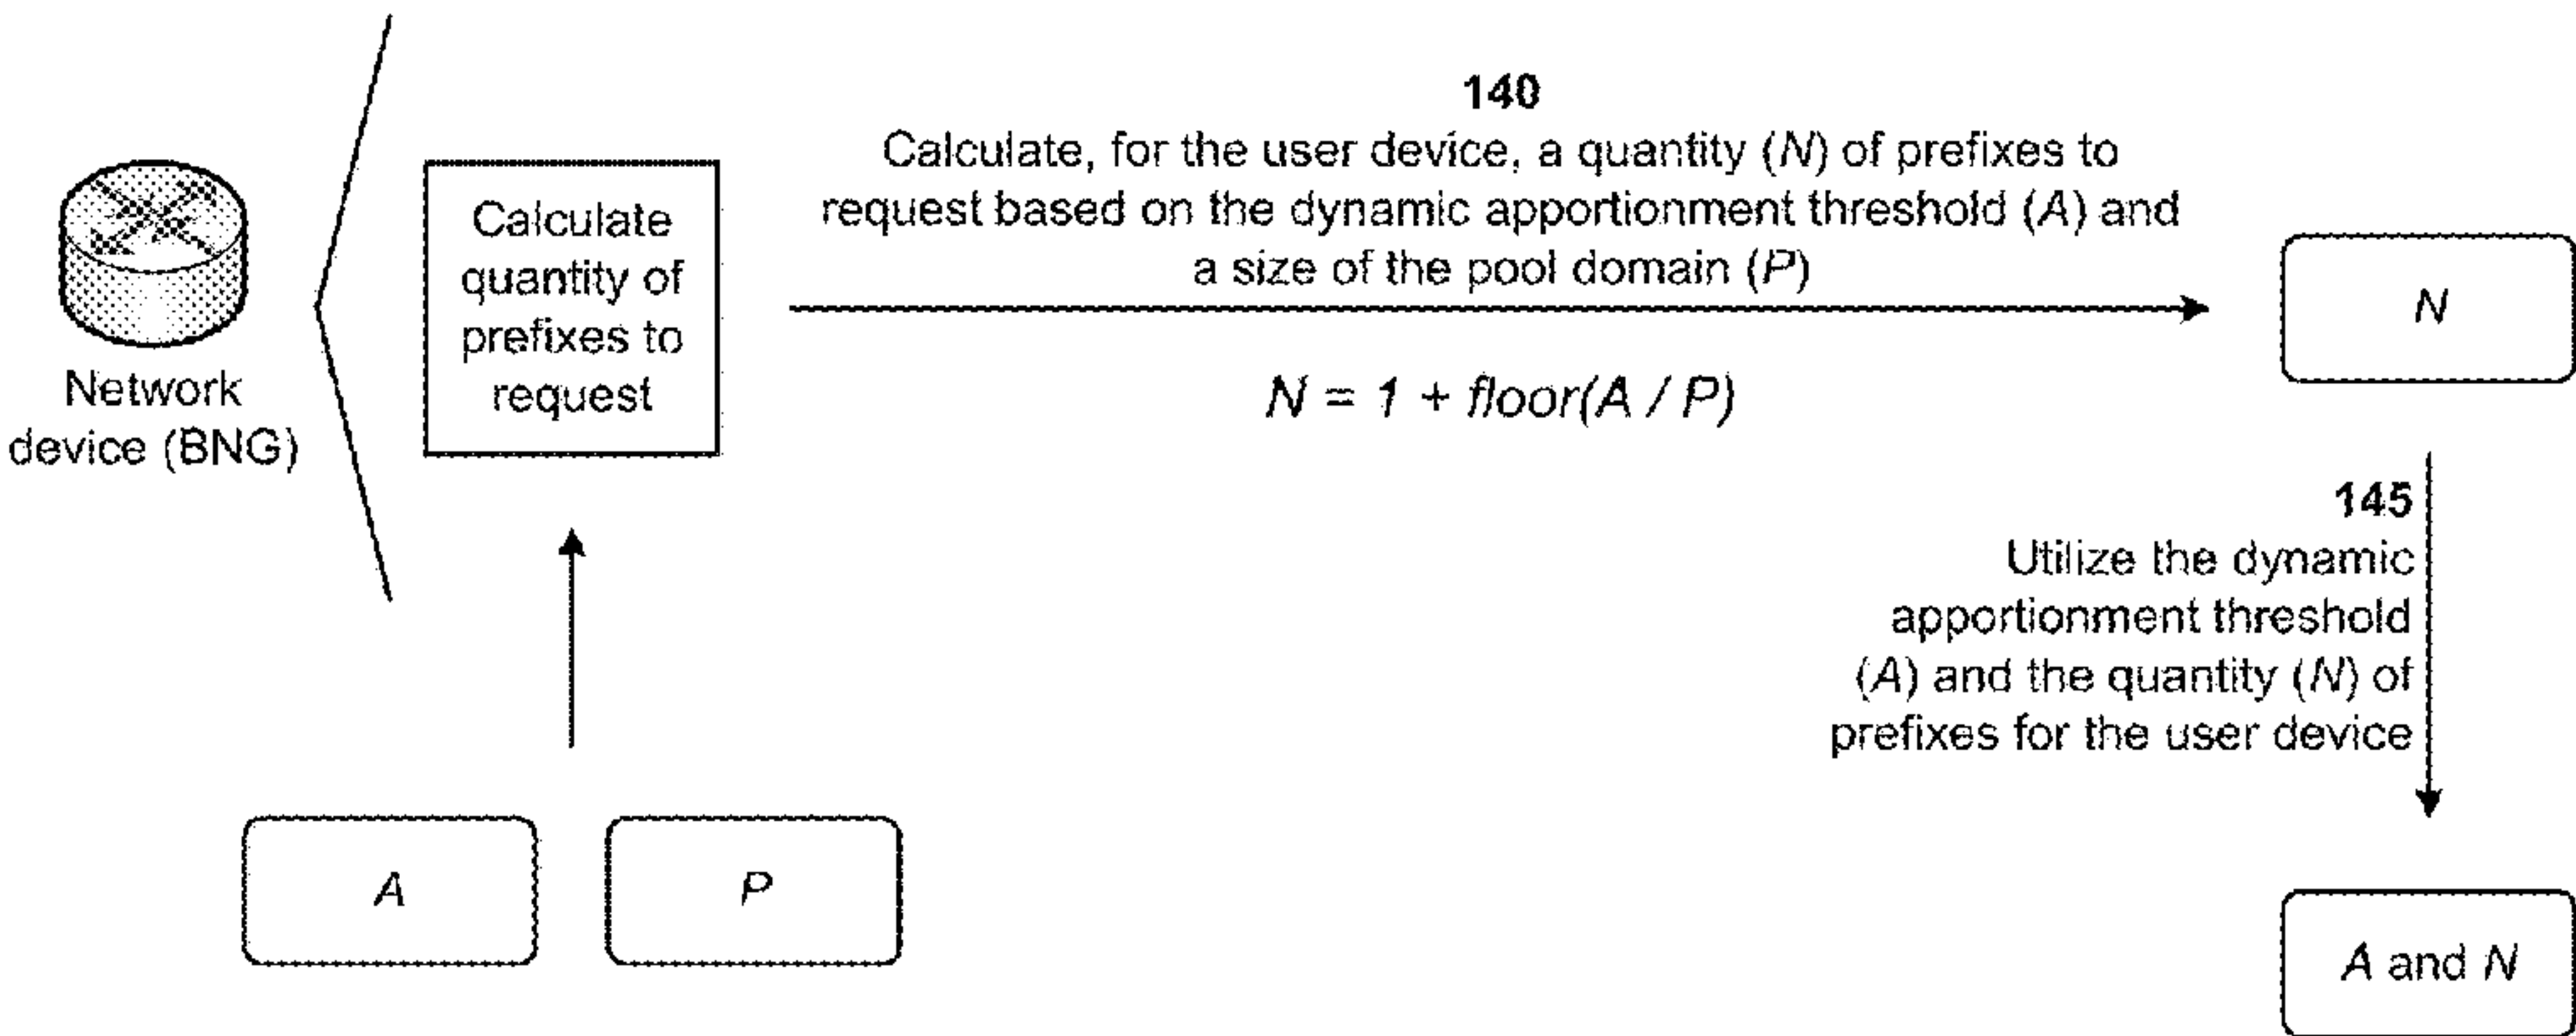 140
Calculate, for the user device, a quantity (N) of prefixes to
request based on the dynamic apportionment threshold (A) and
a size of the pool domain (P)
N = 1 + floor(A / P)
Network
device (BNG)
Calculate
quantity of
prefixes to
request
N
145
Utilize the dynamic
apportionment threshold
(A) and the quantity (N) of
prefixes for the user device
A
P
A and N